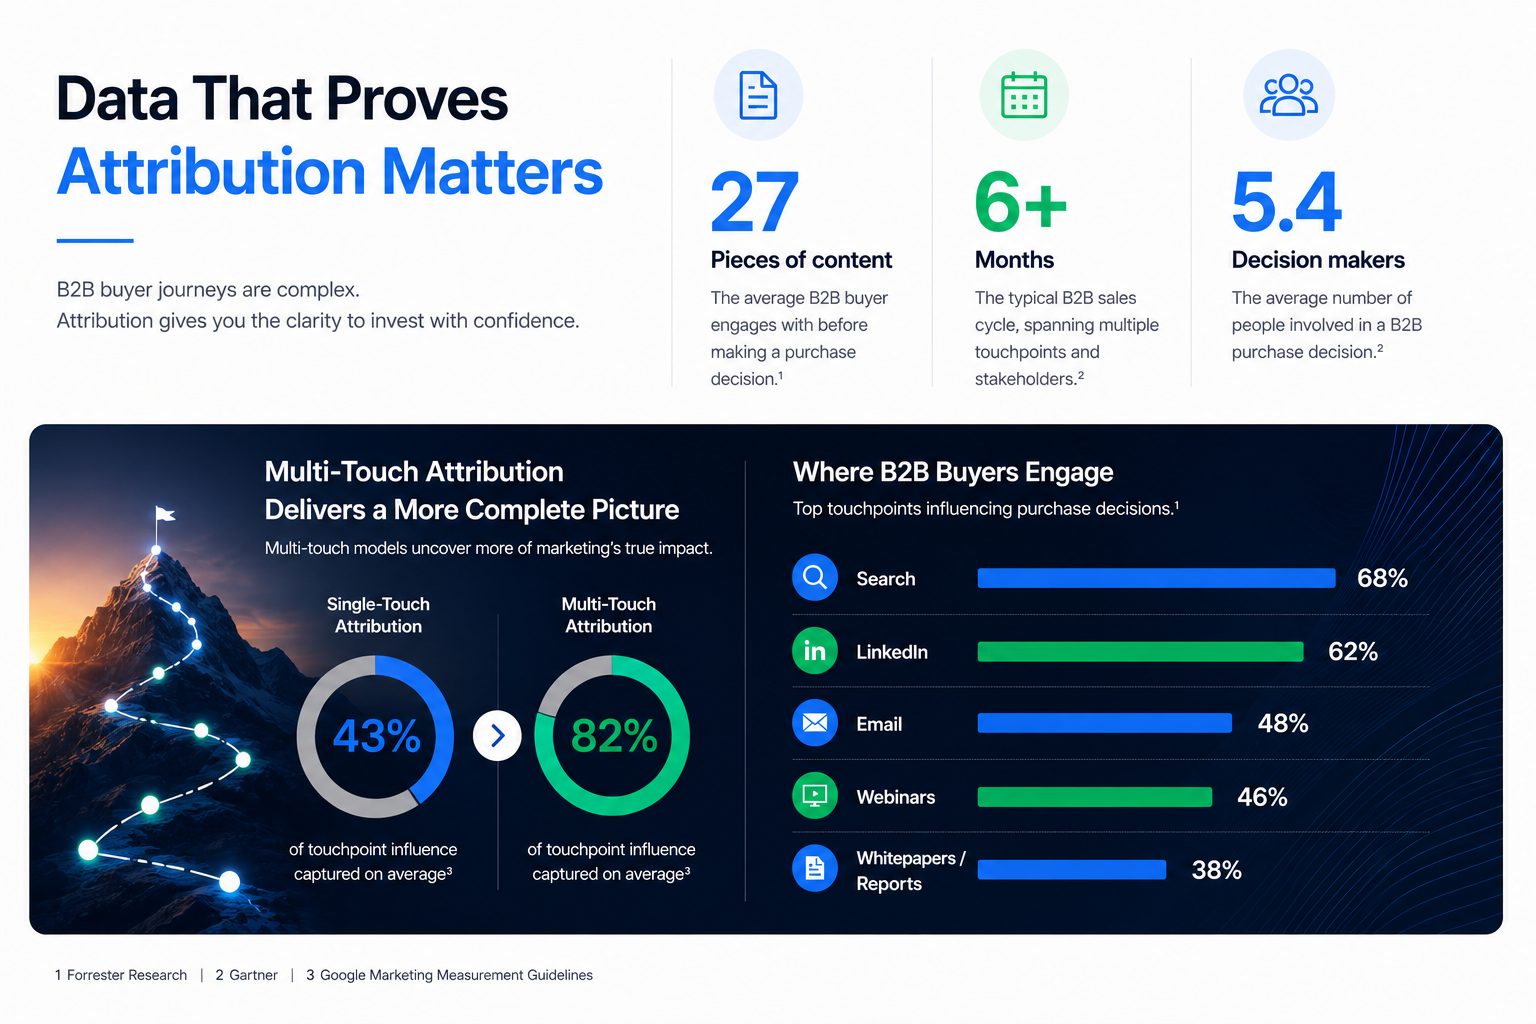 Data That Proves
Attribution Matters
B2B buyer journeys are complex.
Attribution gives you the clarity to invest with confidence.
27
Pieces of content
The average B2B buyer
engages with before
making a purchase
decision.¹
6+
Months
The typical B2B sales
cycle, spanning multiple
touchpoints and
stakeholders.²
5.4
Decision makers
The average number of
people involved in a B2B
purchase decision.²
Multi-Touch Attribution
Delivers a More Complete Picture
Multi-touch models uncover more of marketing's true impact.
Single-Touch
Attribution
43%
of touchpoint influence
captured on average³
Multi-Touch
Attribution
82%
of touchpoint influence
captured on average³
Where B2B Buyers Engage
Top touchpoints influencing purchase decisions.¹
Search 68%
in LinkedIn 62%
Email 48%
Webinars 46%
Whitepapers /
Reports 38%
1 Forrester Research | 2 Gartner | 3 Google Marketing Measurement Guidelines